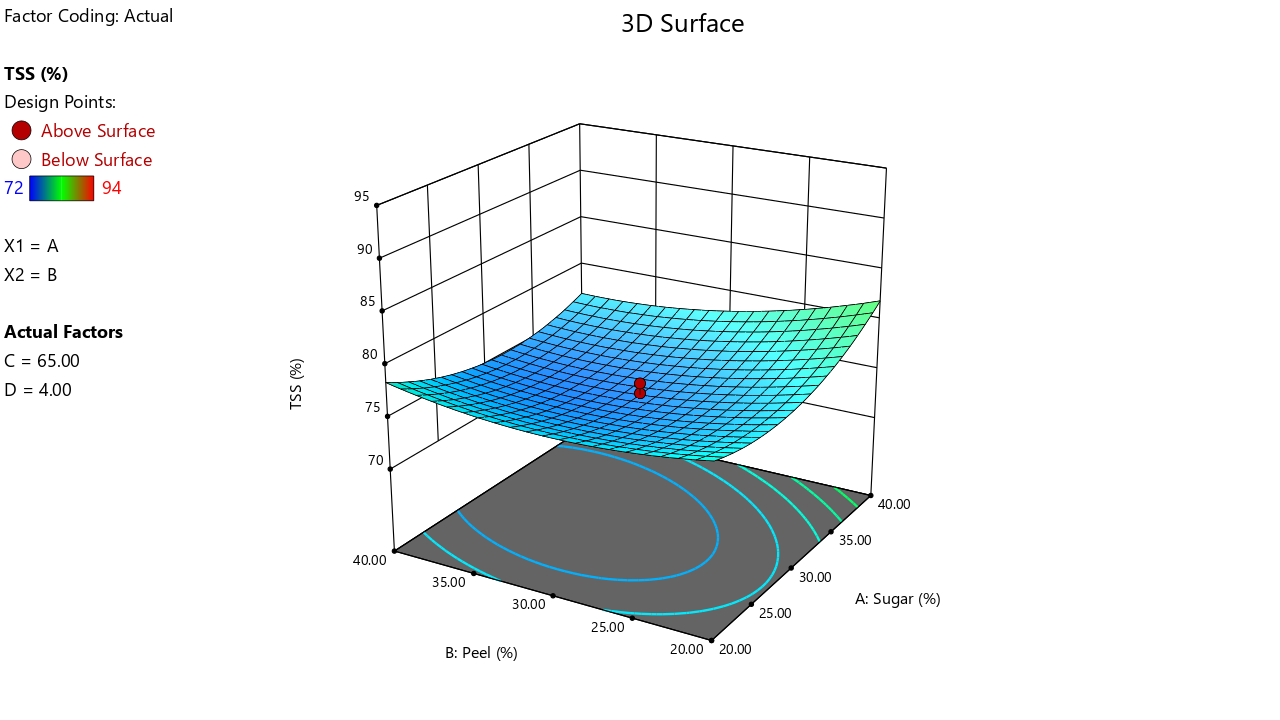 Factor Coding: Actual
3D Surface
TSS (%)
Design Points:
Above Surface
Below Surface
72 94
X1 = A
X2 = B
Actual Factors
C = 65.00
D = 4.00
TSS (%)
95
90
85
80
75
70
40.00
35.00
30.00
25.00
20.00
B: Peel (%)
20.00
25.00
30.00
35.00
40.00
A: Sugar (%)